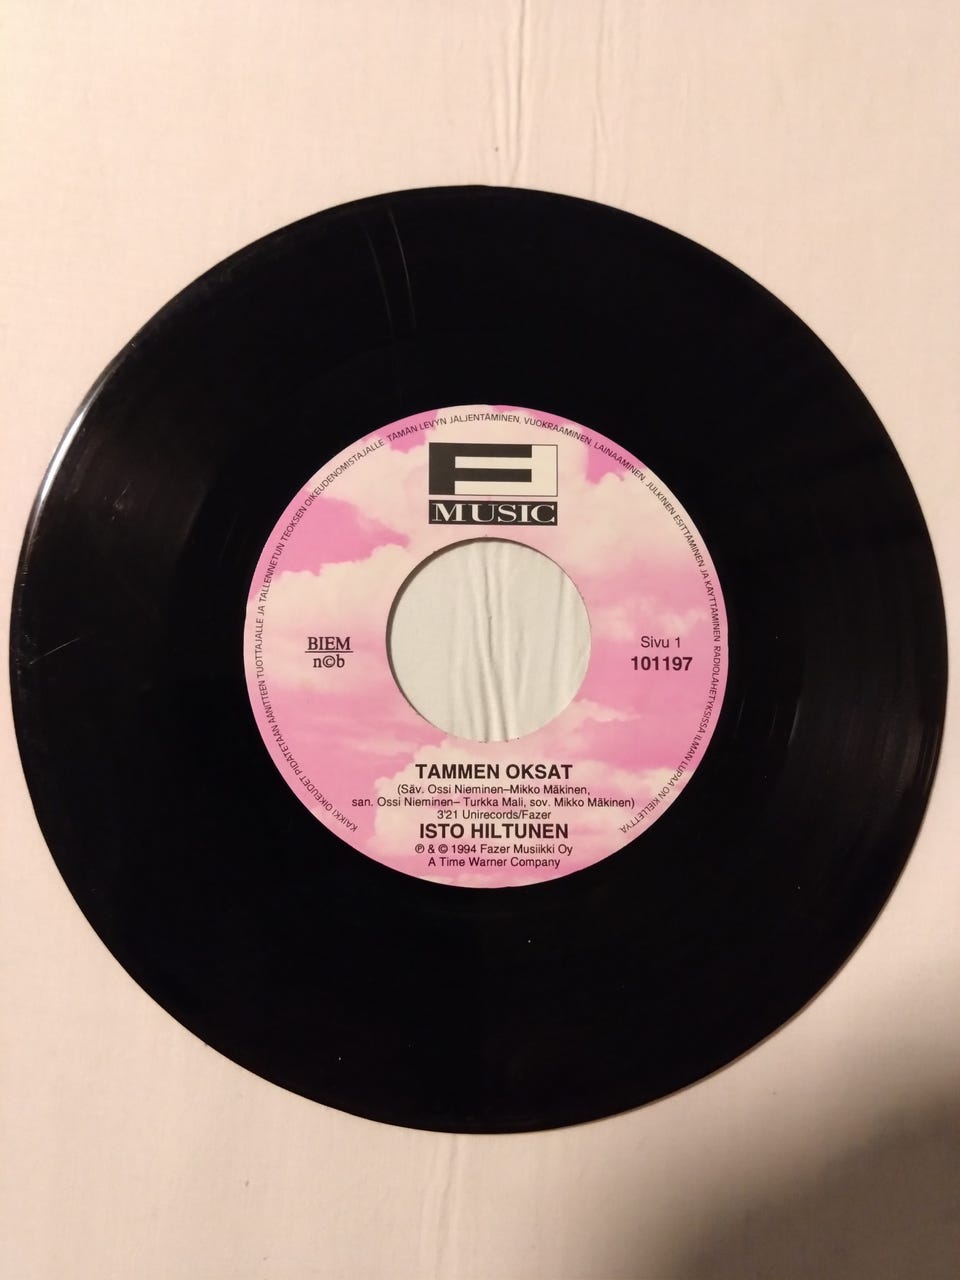 KAIKKI OIKEUDET PIDÄTETÄÄN ÄÄNITTEEN TUOTTAJALLE JA TALLENNETUN TEOKSEN OIKEUDENOMISTAJALLE. TÄMÄN LEVYN JÄLJENTÄMINEN, VUOKRAAMINEN, LAINAAMINEN, JULKINEN ESITTÄMINEN JA KÄYTTÄMINEN RADIOLÄHETYKSISSÄ ILMAN LUPAA ON KIELLETTYÄ
F
MUSIC
BIEM
n©b
Sivu 1
101197
TAMMEN OKSAT
(Säv. Ossi Nieminen–Mikko Mäkinen,
san. Ossi Nieminen– Turkka Mali, sov. Mikko Mäkinen)
3'21 Unirecords/Fazer
ISTO HILTUNEN
℗ & © 1994 Fazer Musiikki Oy
A Time Warner Company